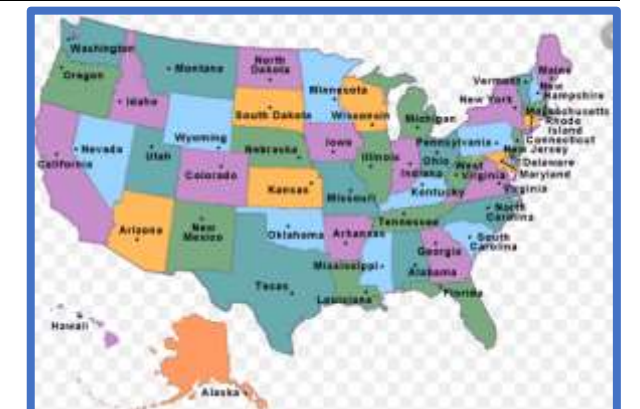 Washington
Oregon
Idaho
Montana
North
Dakota
Minnesota
South Dakota
Wisconsin
Michigan
Wyoming
Nevada
Utah
California
Colorado
Nebraska
Iowa
Illinois
Indiana
Ohio
Pennsylvania
New York
Vermont
Maine
New
Hampshire
Massachusetts
Rhode
Island
Connecticut
New Jersey
Delaware
Maryland
West
Virginia
Virginia
Kentucky
Kansas
Missouri
Arizona
New
Mexico
Oklahoma
Arkansas
Tennessee
North
Carolina
South
Carolina
Georgia
Alabama
Mississippi
Texas
Louisiana
Florida
Hawaii
Alaska